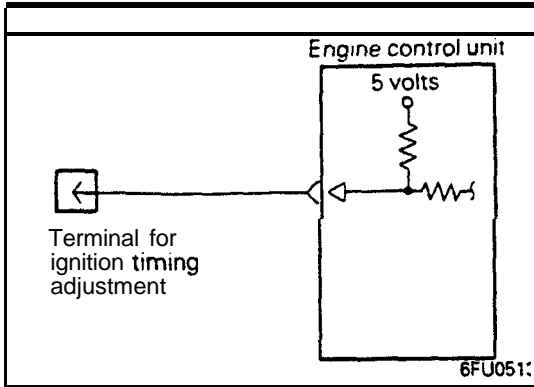 Engine control unit
5 volts
Terminal for
ignition timing
adjustment